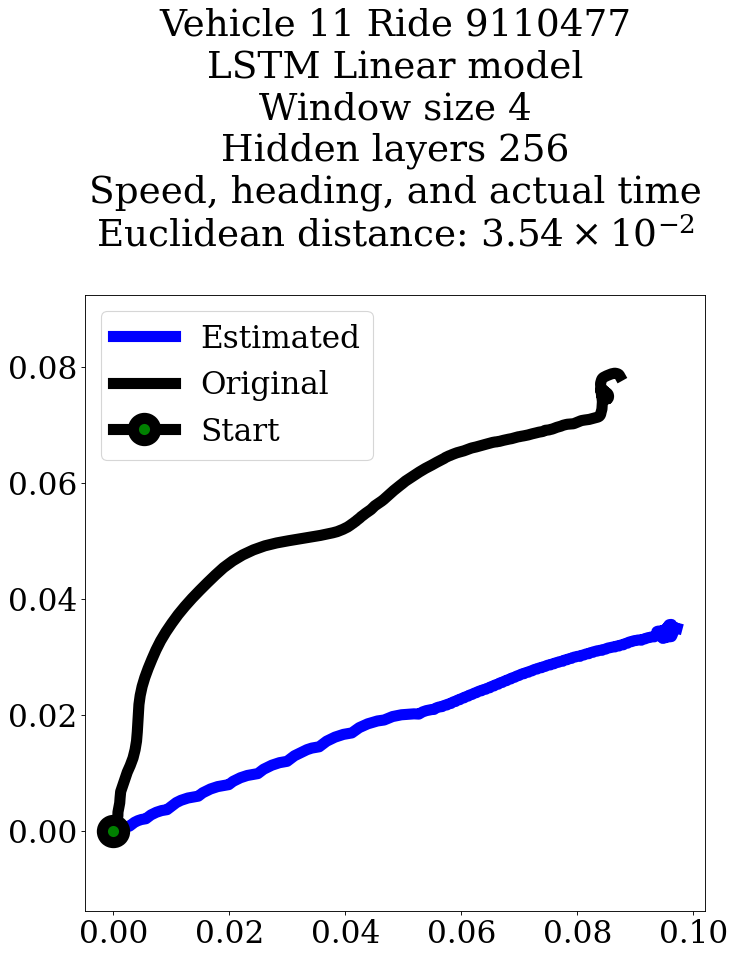 Vehicle 11 Ride 9110477
LSTM Linear model
Window size 4
Hidden layers 256
Speed, heading, and actual time
Euclidean distance: 3.54 × 10⁻²
Estimated
Original
Start
0.08
0.06
0.04
0.02
0.00
0.00 0.02 0.04 0.06 0.08 0.10